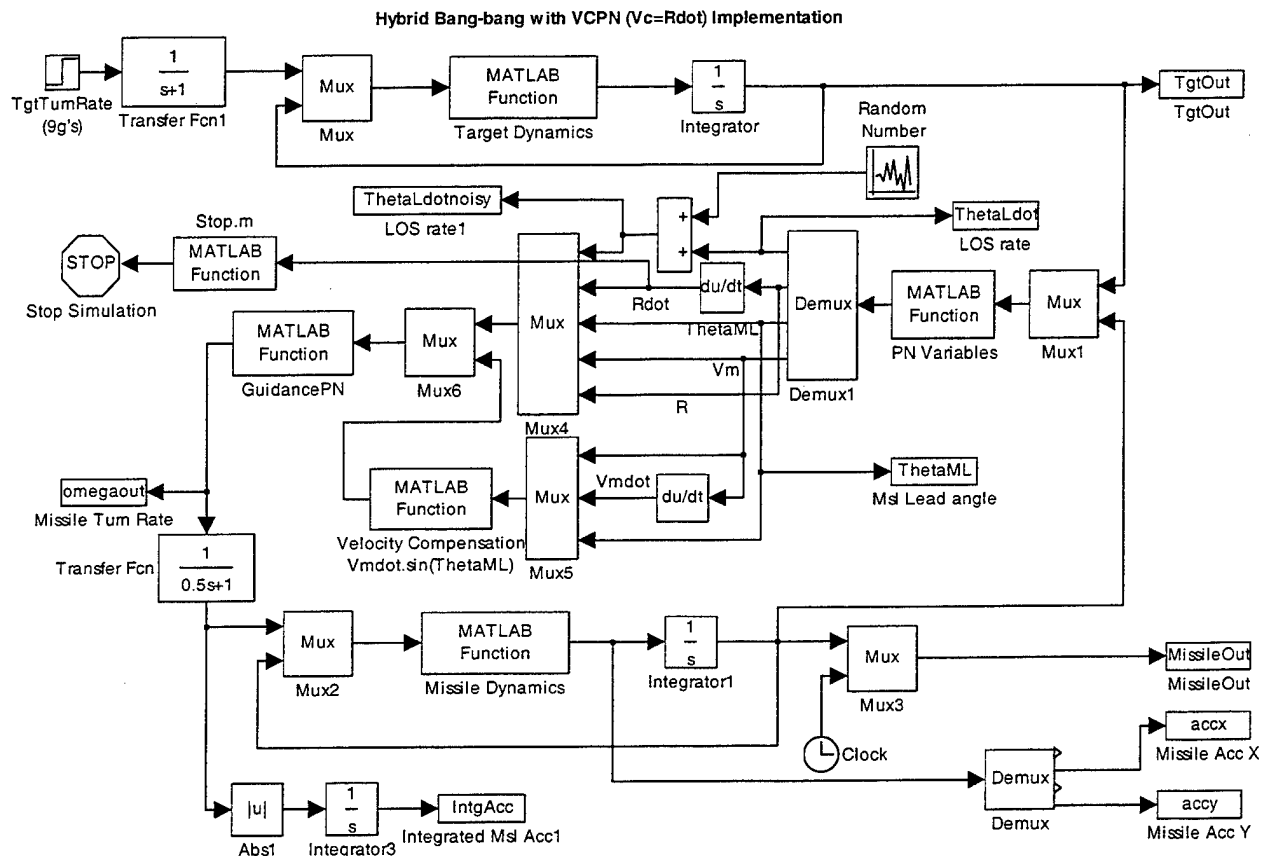 Hybrid Bang-bang with VCPN (Vc=Rdot) Implementation
TgtTurnRate
(9g's)
1
s+1
Transfer Fcn1
Mux
Mux
MATLAB
Function
Target Dynamics
1
s
Integrator
TgtOut
TgtOut
Random
Number
ThetaLdotnoisy
LOS rate1
+
+
ThetaLdot
LOS rate
STOP
Stop Simulation
Stop.m
MATLAB
Function
Rdot
du/dt
ThetaML
Vm
R
Mux
Mux4
Demux
Demux1
MATLAB
Function
PN Variables
Mux
Mux1
MATLAB
Function
GuidancePN
Mux
Mux6
omegaout
Missile Turn Rate
MATLAB
Function
Velocity Compensation
Vmdot.sin(ThetaML)
Mux
Mux5
Vmdot
du/dt
ThetaML
Msl Lead angle
Transfer Fcn
1
0.5s+1
Mux
Mux2
MATLAB
Function
Missile Dynamics
1
s
Integrator1
Mux
Mux3
Clock
MissileOut
MissileOut
accx
Missile Acc X
Demux
Demux
accy
Missile Acc Y
|u|
Abs1
1
s
Integrator3
IntgAcc
Integrated Msl Acc1